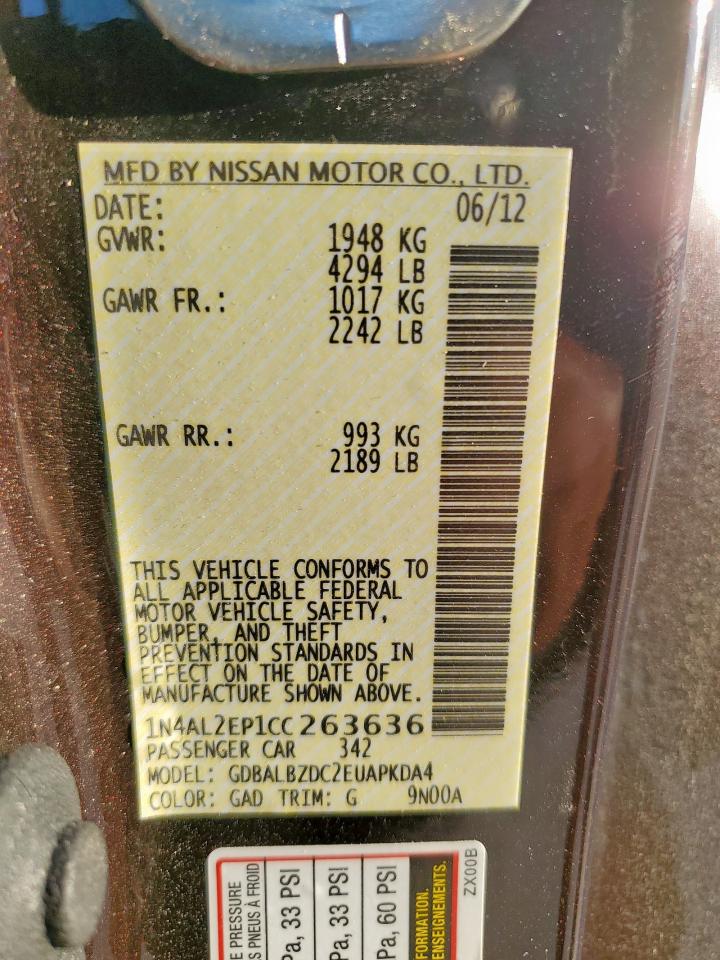 MFD BY NISSAN MOTOR CO., LTD.
DATE: 06/12
GVWR: 1948 KG
4294 LB
GAWR FR.: 1017 KG
2242 LB
GAWR RR.: 993 KG
2189 LB
THIS VEHICLE CONFORMS TO
ALL APPLICABLE FEDERAL
MOTOR VEHICLE SAFETY,
BUMPER, AND THEFT
PREVENTION STANDARDS IN
EFFECT ON THE DATE OF
MANUFACTURE SHOWN ABOVE.
1N4AL2EP1CC263636
PASSENGER CAR 342
MODEL: GDBALBZDC2EUAPKDA4
COLOR: GAD TRIM: G 9N00A
E PRESSURE
S PNEUS À FROID
Pa, 33 PSI
Pa, 33 PSI
Pa, 60 PSI
FORMATION.
ENSEIGNEMENTS.
ZX00B